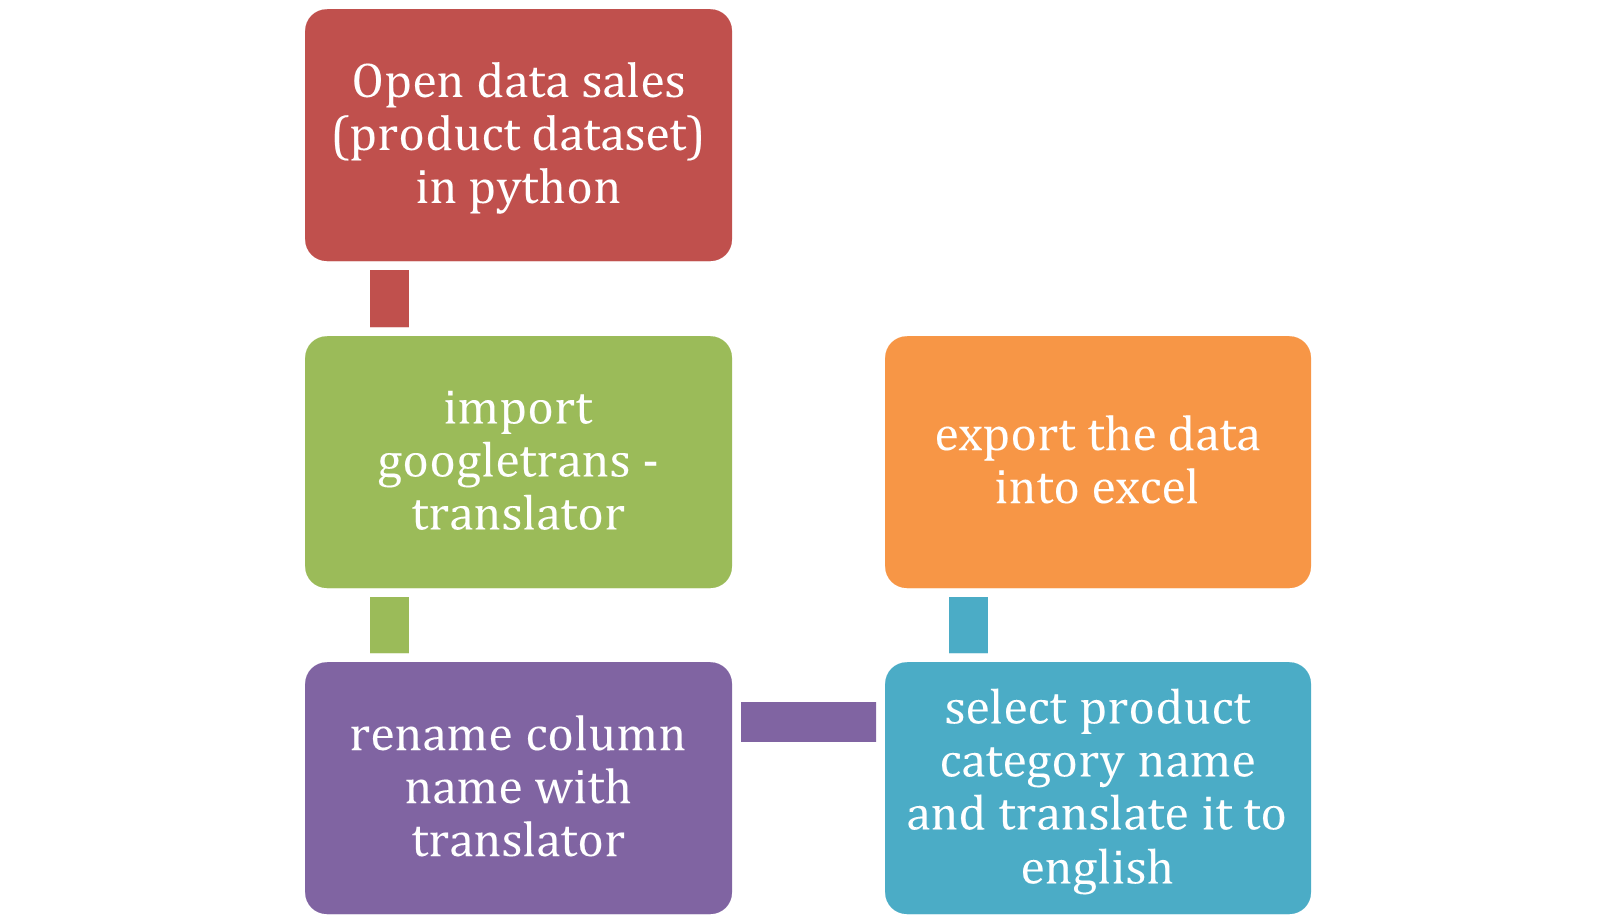 Open data sales
(product dataset)
in python
import
googletrans -
translator
rename column
name with
translator
select product
category name
and translate it to
english
export the data
into excel